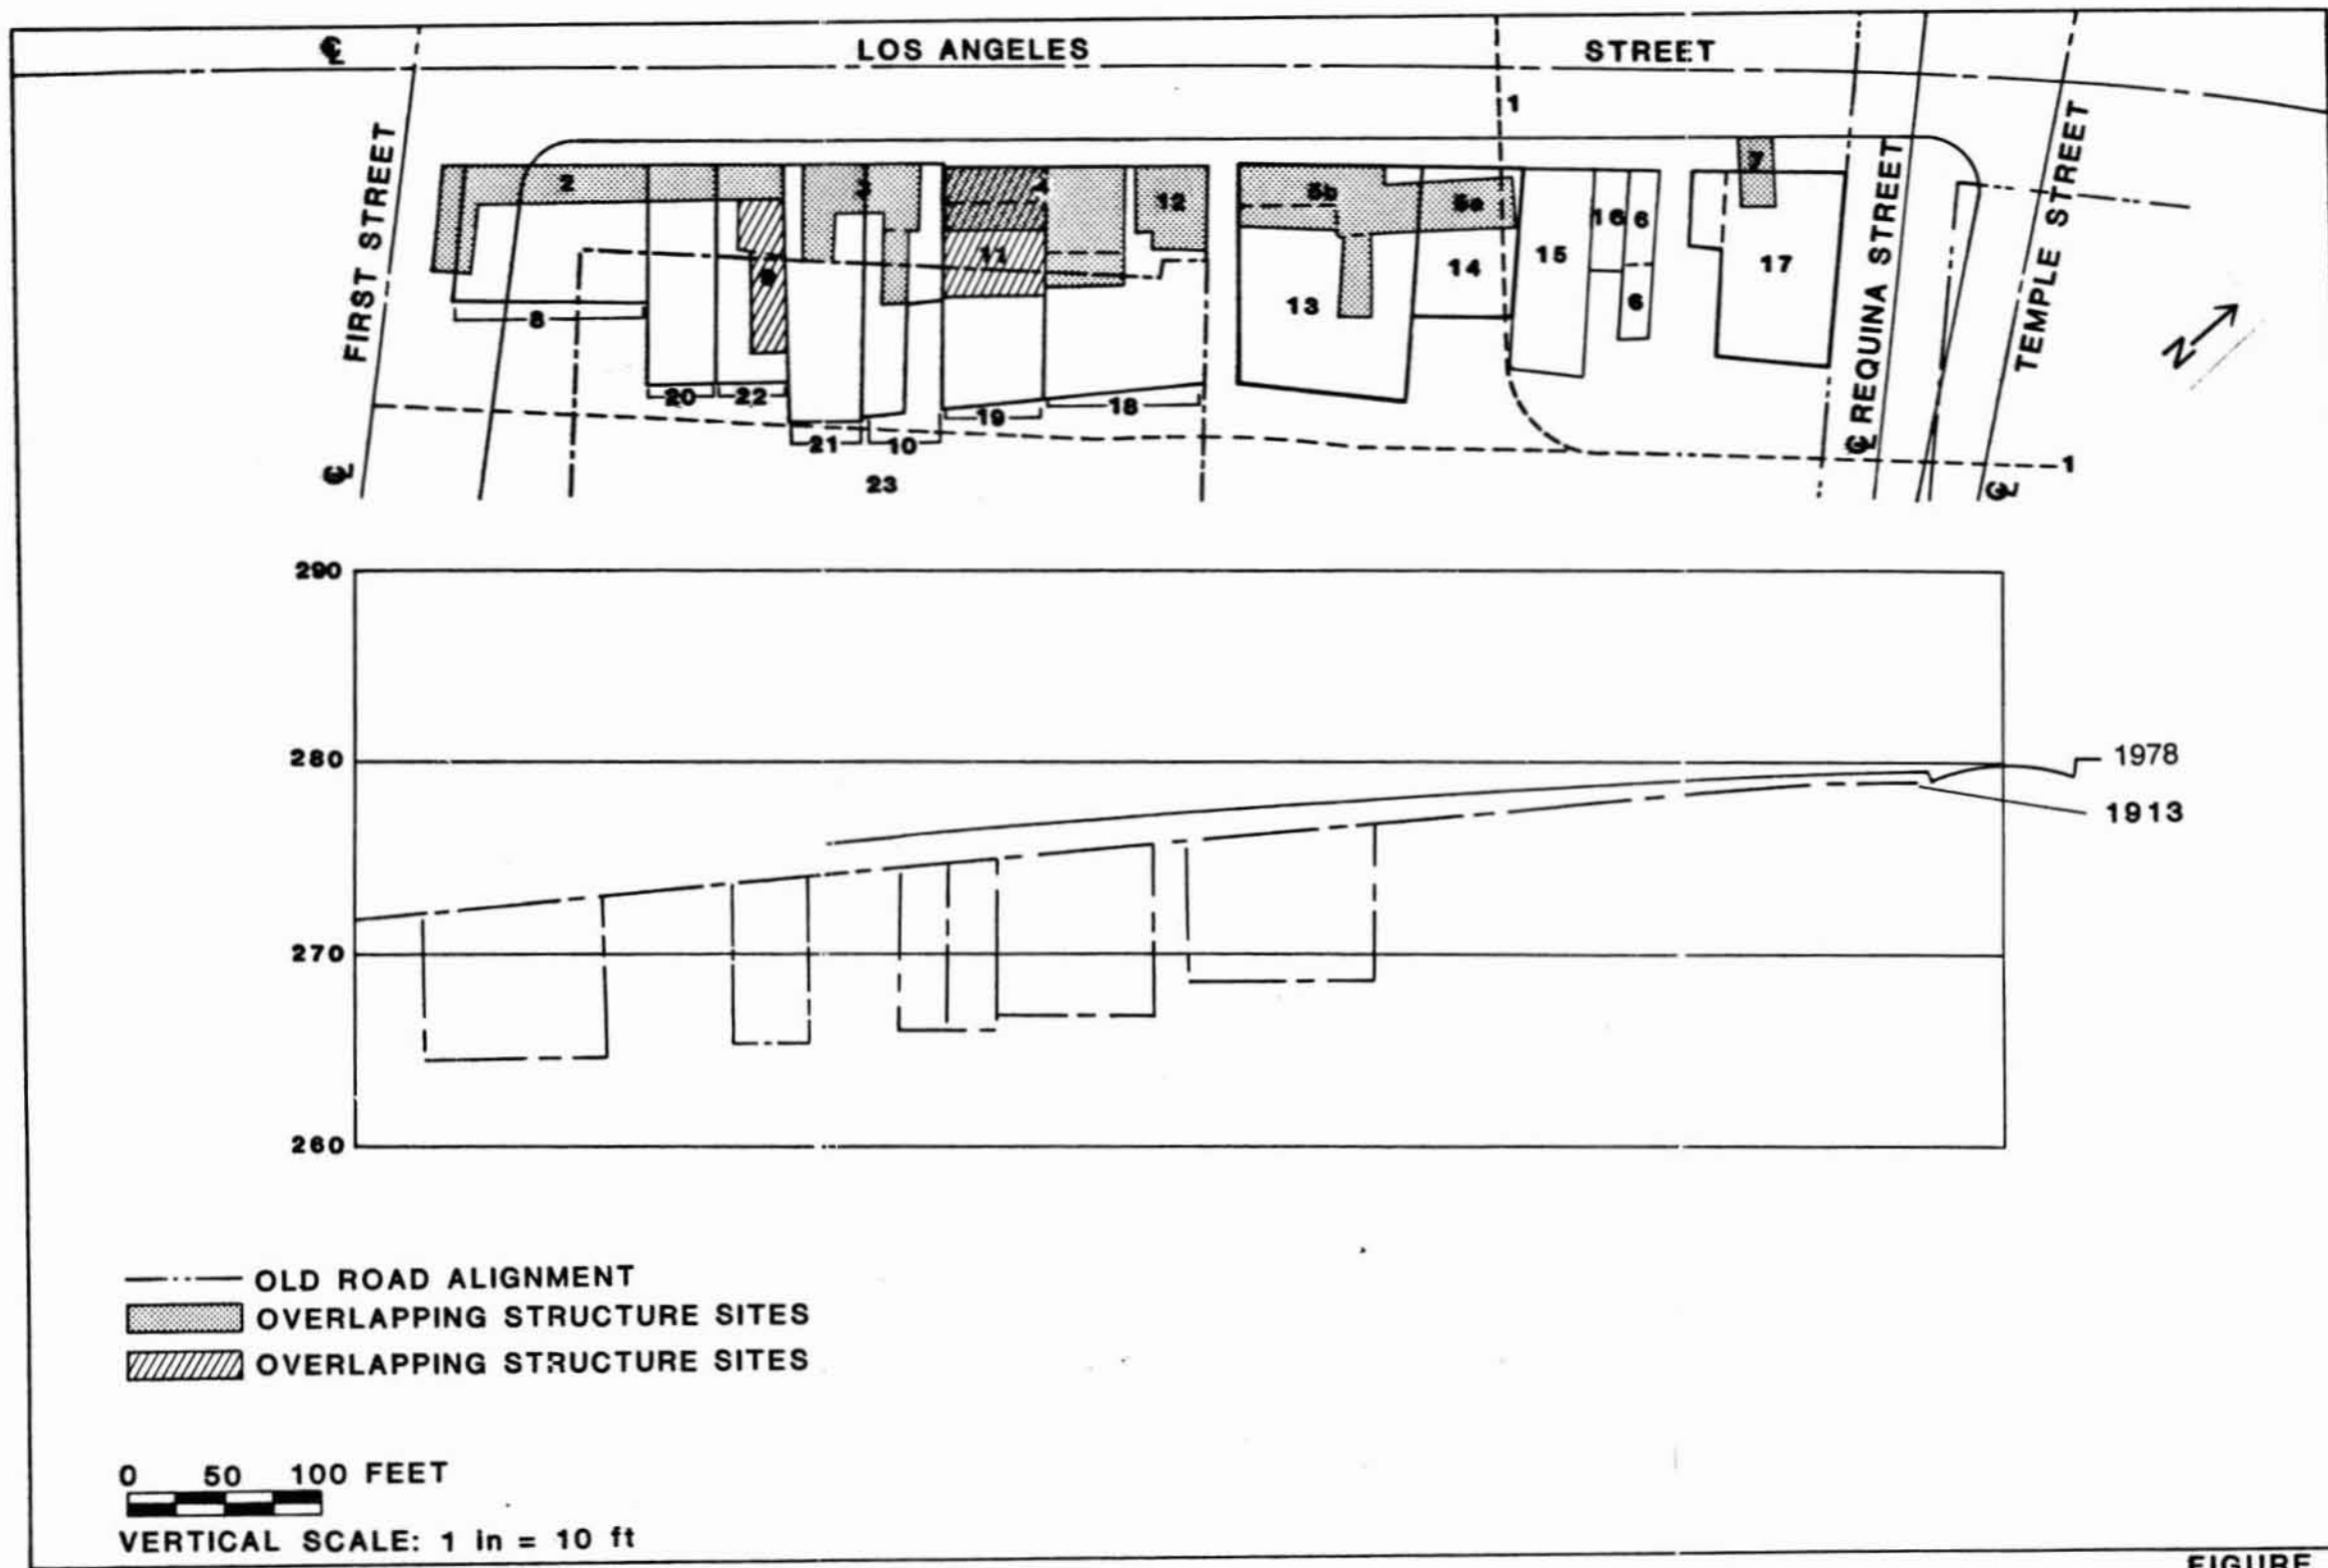 ℄ LOS ANGELES STREET
1
FIRST STREET
REQUINA STREET
TEMPLE STREET
2
7
12
5b
5a
16 6
11
15
17
14
13
6
8
N
20 22
19 18
21 10
℄
℄
1
23
℄
290
280
1978
1913
270
260
OLD ROAD ALIGNMENT
OVERLAPPING STRUCTURE SITES
OVERLAPPING STRUCTURE SITES
0 50 100 FEET
VERTICAL SCALE: 1 in = 10 ft
FIGURE